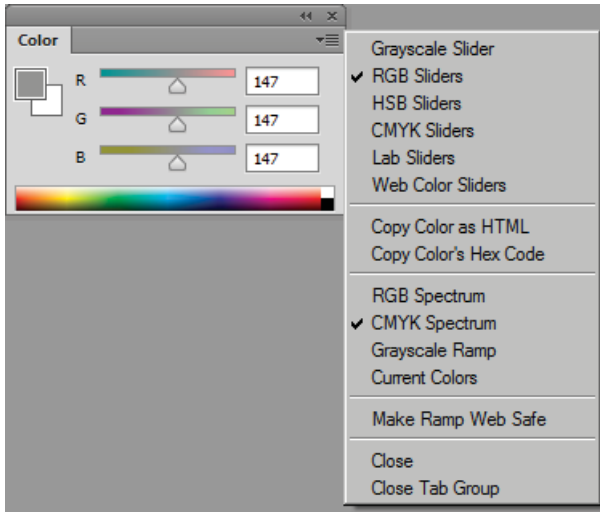 Color
R 147
G 147
B 147
Grayscale Slider
RGB Sliders
HSB Sliders
CMYK Sliders
Lab Sliders
Web Color Sliders
Copy Color as HTML
Copy Color's Hex Code
RGB Spectrum
CMYK Spectrum
Grayscale Ramp
Current Colors
Make Ramp Web Safe
Close
Close Tab Group